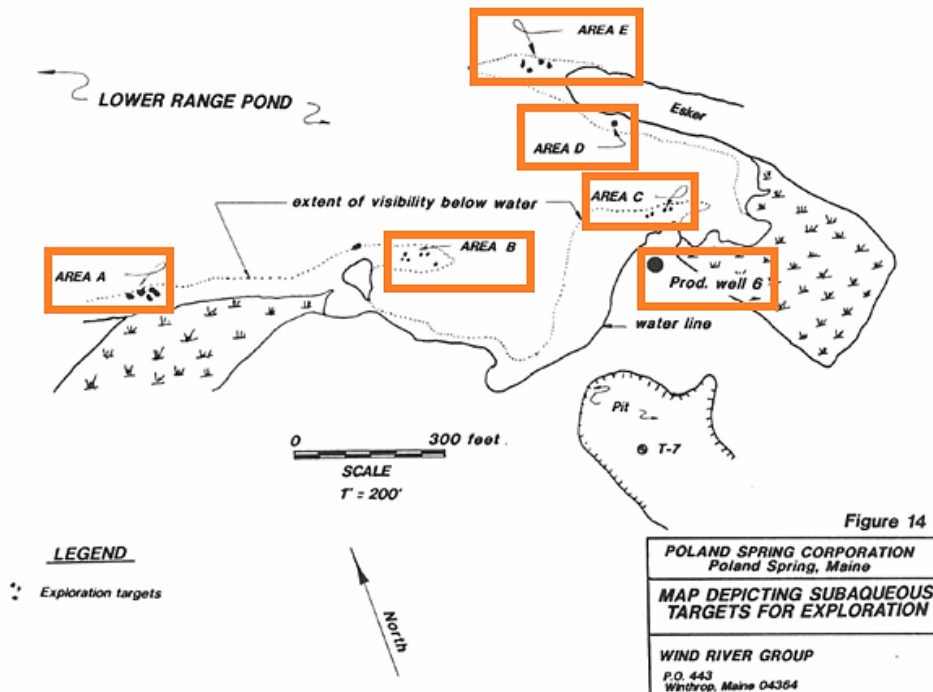 AREA E
LOWER RANGE POND
Esker
AREA D
AREA C
extent of visibility below water
AREA B
AREA A
Prod. well 6
water line
Pit
T-7
0 300 feet.
SCALE
1" = 200'
Figure 14
LEGEND
Exploration targets
North
POLAND SPRING CORPORATION
Poland Spring, Maine
MAP DEPICTING SUBAQUEOUS
TARGETS FOR EXPLORATION
WIND RIVER GROUP
P.O. 443
Winthrop, Maine 04364